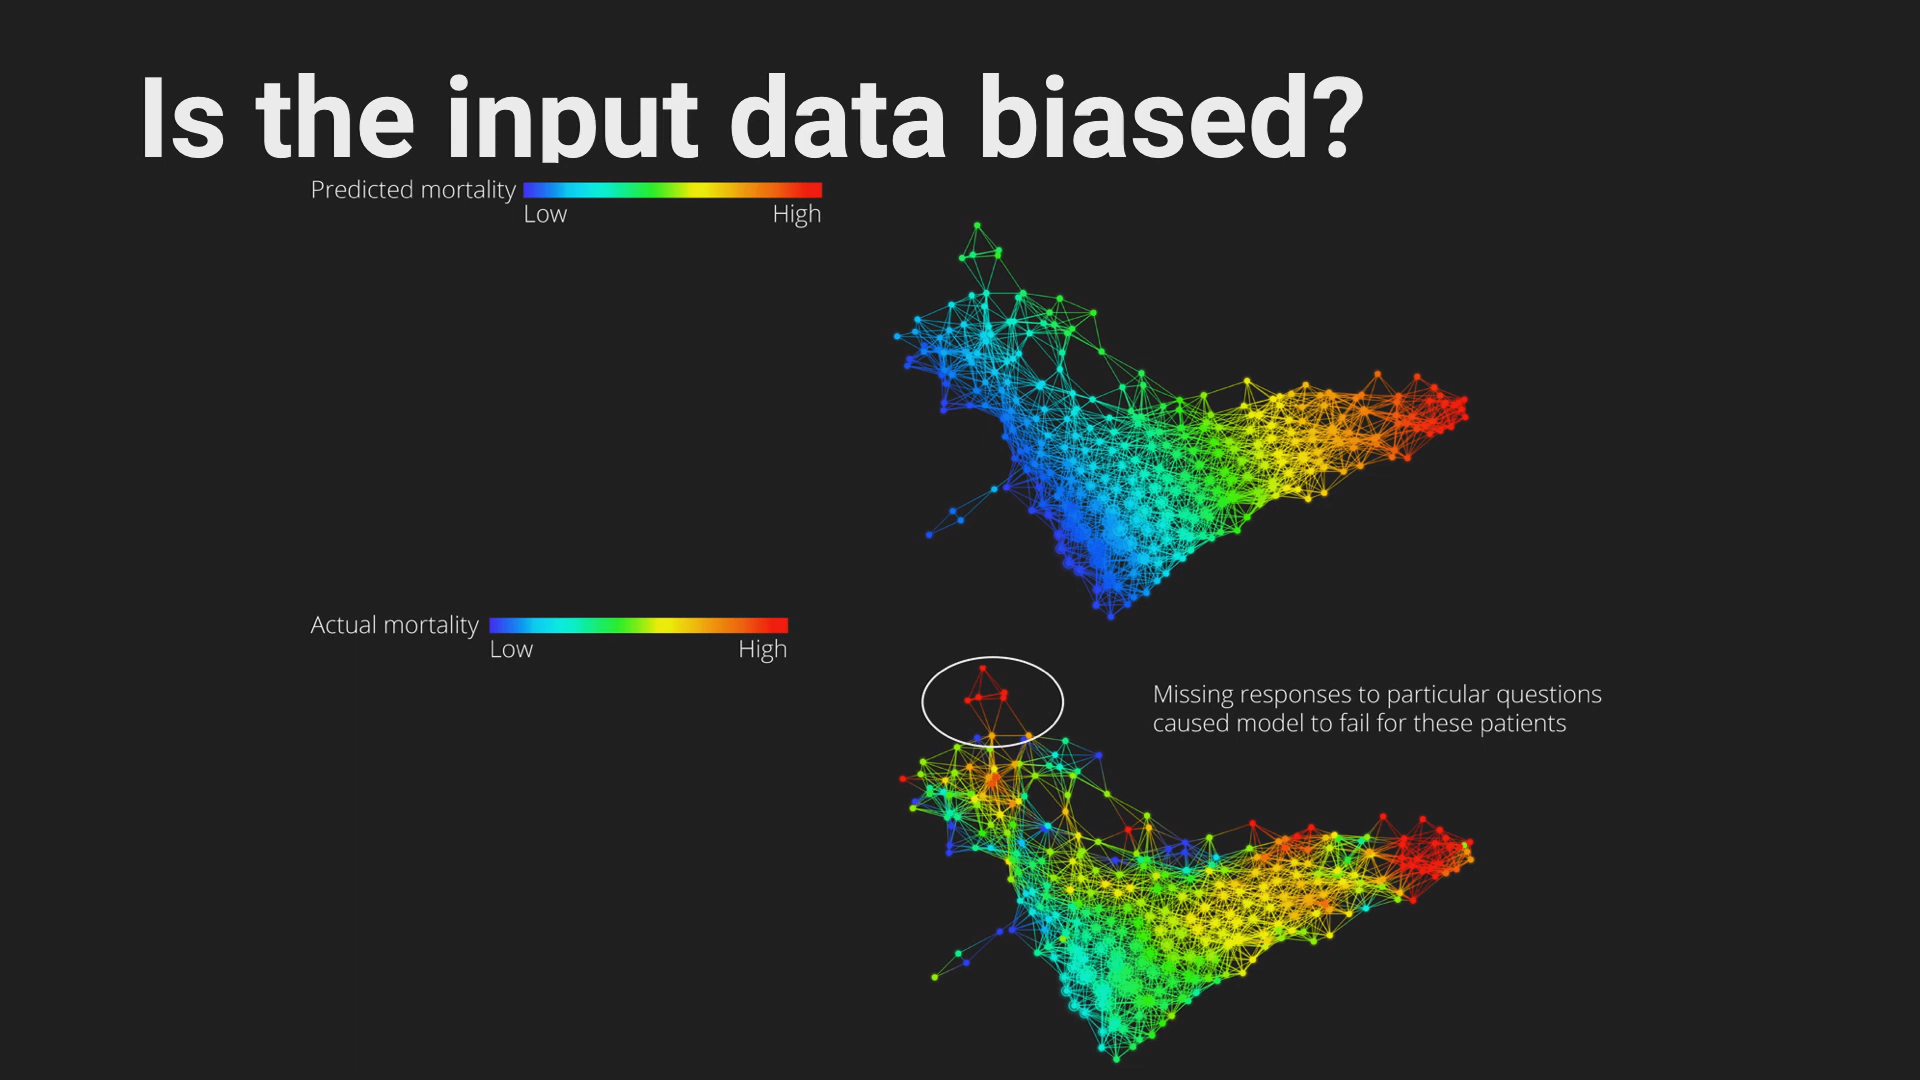 Is the input data biased?
Predicted mortality
Low High
Actual mortality
Low High
Missing responses to particular questions
caused model to fail for these patients